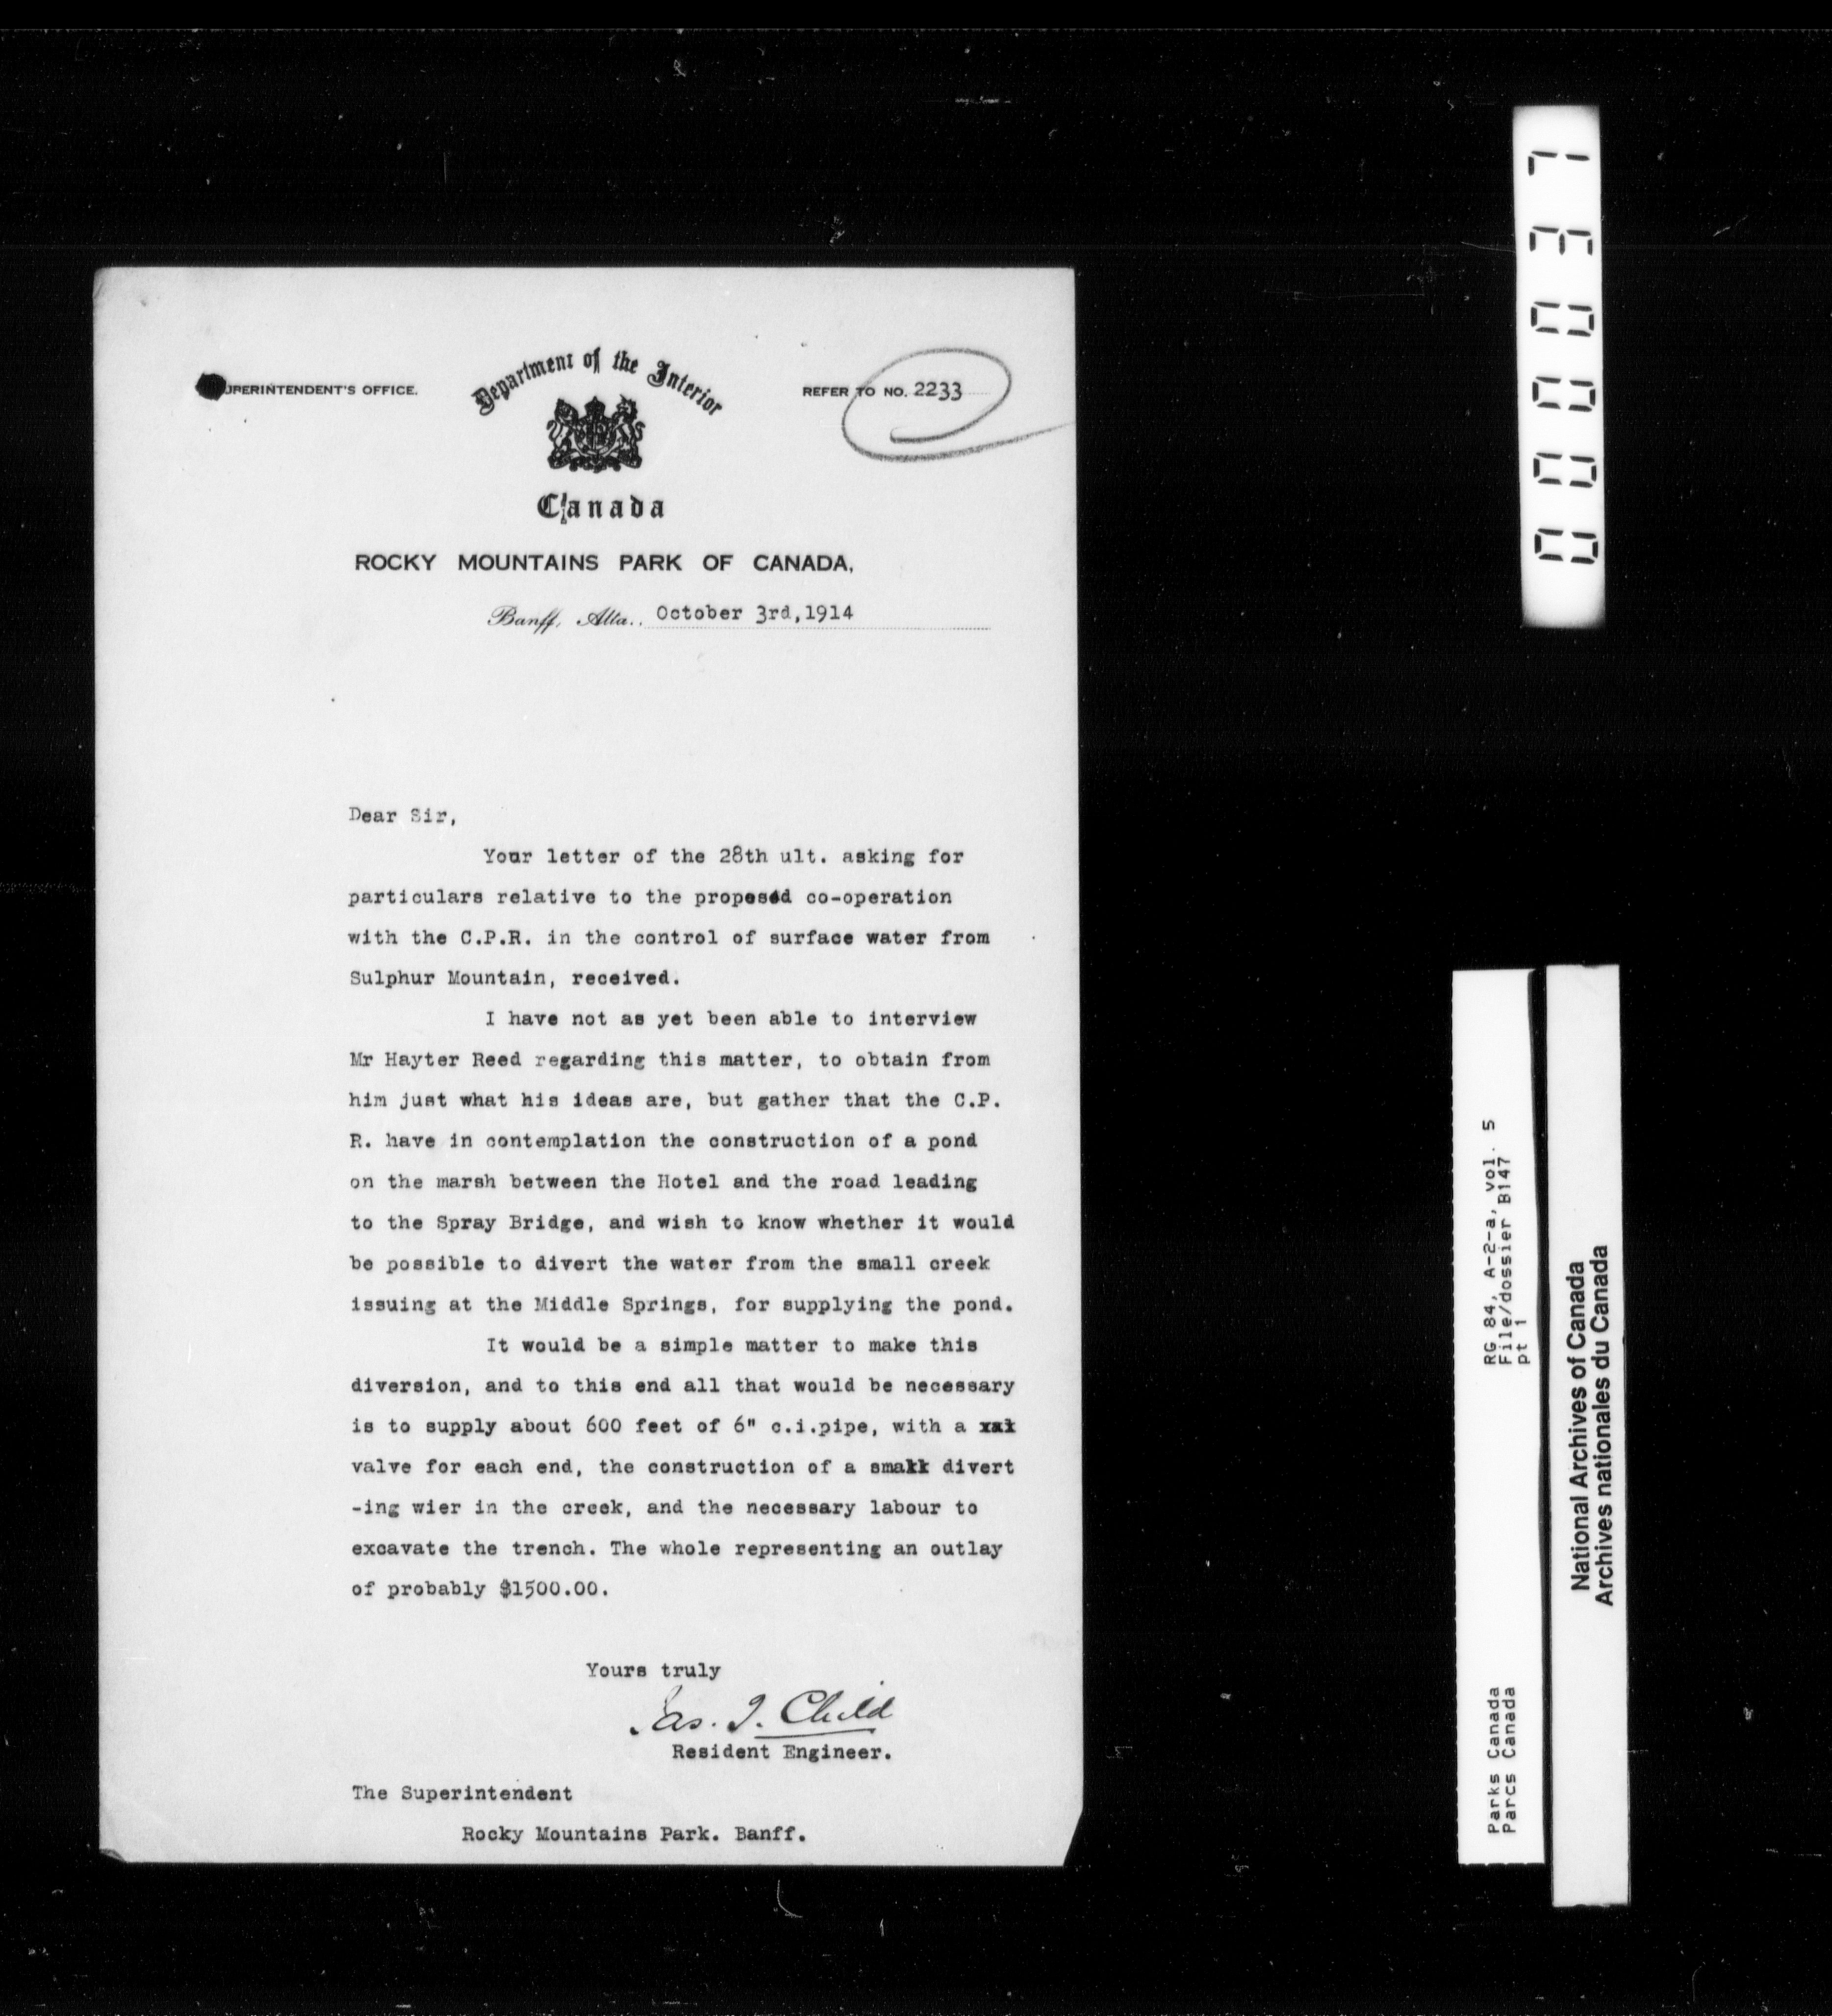 SUPERINTENDENT'S OFFICE.
Department of the Interior
REFER TO NO. 2233
Canada
ROCKY MOUNTAINS PARK OF CANADA,
Banff, Alta., October 3rd,1914
Dear Sir,
Your letter of the 28th ult. asking for
particulars relative to the proposed co-operation
with the C.P.R. in the control of surface water from
Sulphur Mountain, received.
I have not as yet been able to interview
Mr Hayter Reed regarding this matter, to obtain from
him just what his ideas are, but gather that the C.P.
R. have in contemplation the construction of a pond
on the marsh between the Hotel and the road leading
to the Spray Bridge, and wish to know whether it would
be possible to divert the water from the small creek
issuing at the Middle Springs, for supplying the pond.
It would be a simple matter to make this
diversion, and to this end all that would be necessary
is to supply about 600 feet of 6" c.i.pipe, with a
valve for each end, the construction of a small divert
-ing wier in the creek, and the necessary labour to
excavate the trench. The whole representing an outlay
of probably $1500.00.
Yours truly
Jas. T. Child
Resident Engineer.
The Superintendent
Rocky Mountains Park. Banff.
000037
RG 84, A-2-a, vol. 5
File/dossier B147
pt 1
Parks Canada
Parcs Canada
National Archives of Canada
Archives nationales du Canada